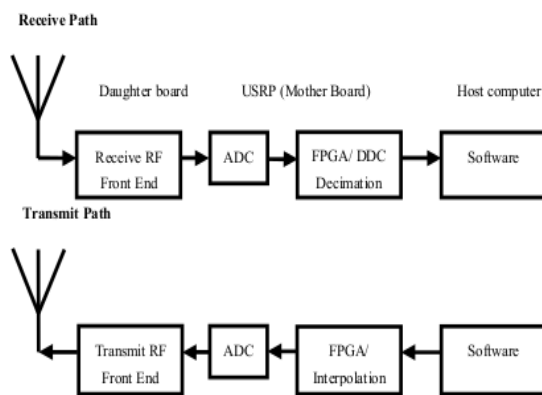 Receive Path
Daughter board USRP (Mother Board) Host computer
Receive RF Front End
ADC
FPGA/ DDC Decimation
Software
Transmit Path
Transmit RF Front End
ADC
FPGA/ Interpolation
Software